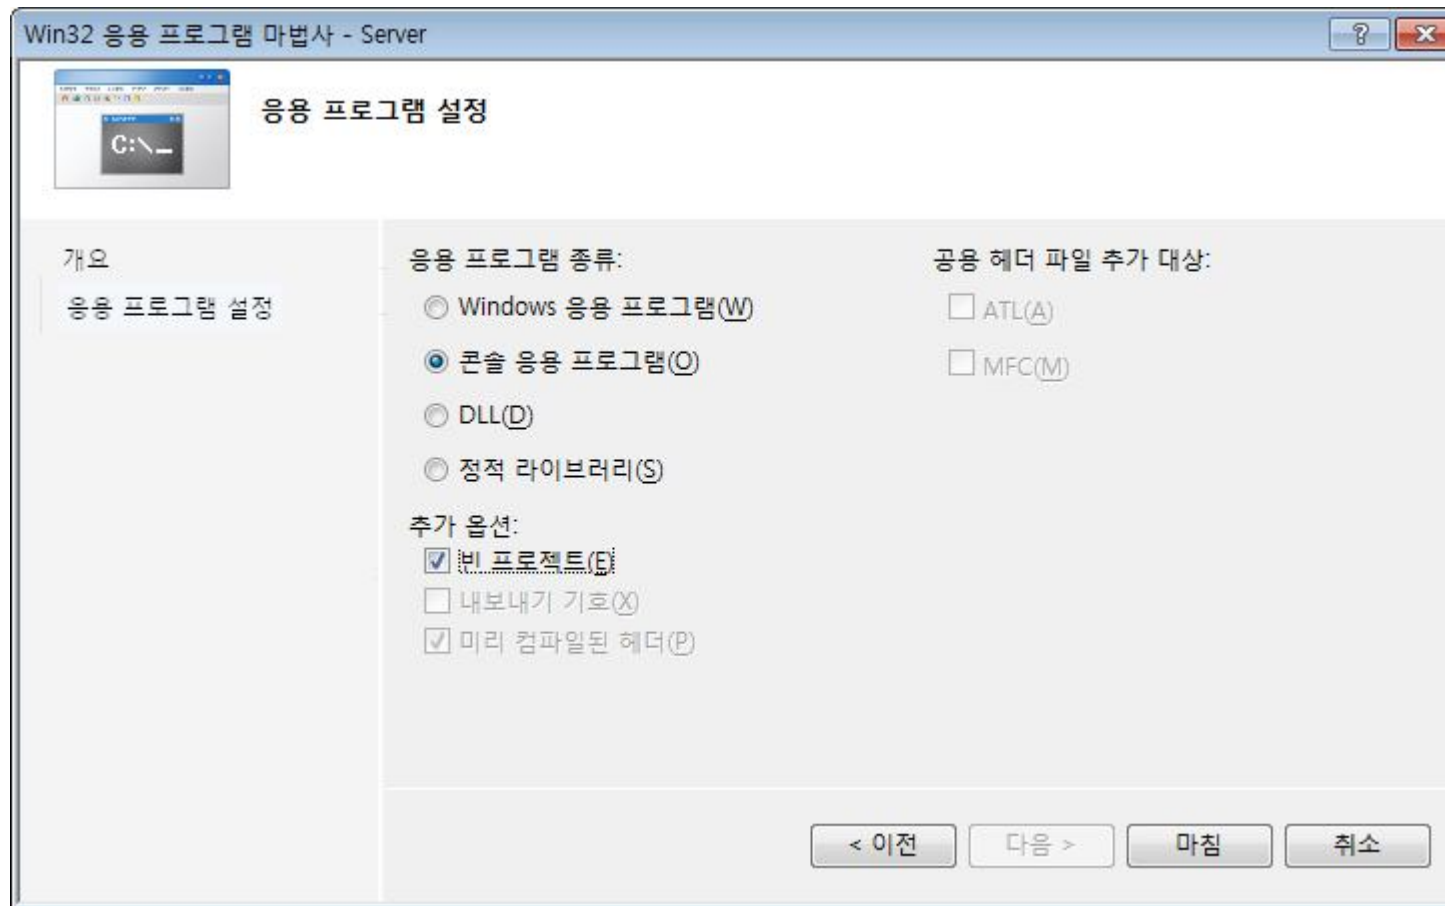 Win32 응용 프로그램 마법사 - Server
C:\_
응용 프로그램 설정
개요
응용 프로그램 설정
응용 프로그램 종류:
Windows 응용 프로그램(W)
콘솔 응용 프로그램(O)
DLL(D)
정적 라이브러리(S)
추가 옵션:
빈 프로젝트(E)
내보내기 기호(X)
미리 컴파일된 헤더(P)
공용 헤더 파일 추가 대상:
ATL(A)
MFC(M)
< 이전
다음 >
마침
취소